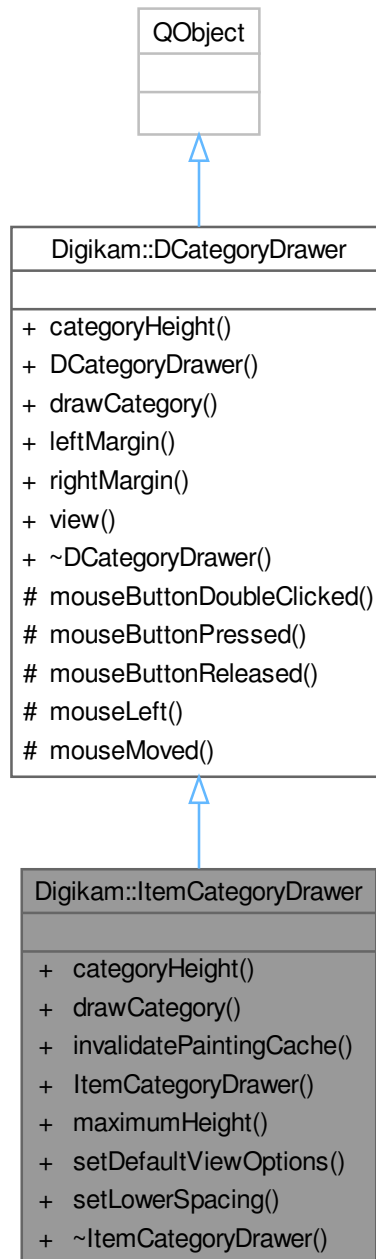 QObject
Digikam::DCategoryDrawer
+ categoryHeight()
+ DCategoryDrawer()
+ drawCategory()
+ leftMargin()
+ rightMargin()
+ view()
+ ~DCategoryDrawer()
# mouseButtonDoubleClicked()
# mouseButtonPressed()
# mouseButtonReleased()
# mouseLeft()
# mouseMoved()
Digikam::ItemCategoryDrawer
+ categoryHeight()
+ drawCategory()
+ invalidatePaintingCache()
+ ItemCategoryDrawer()
+ maximumHeight()
+ setDefaultViewOptions()
+ setLowerSpacing()
+ ~ItemCategoryDrawer()